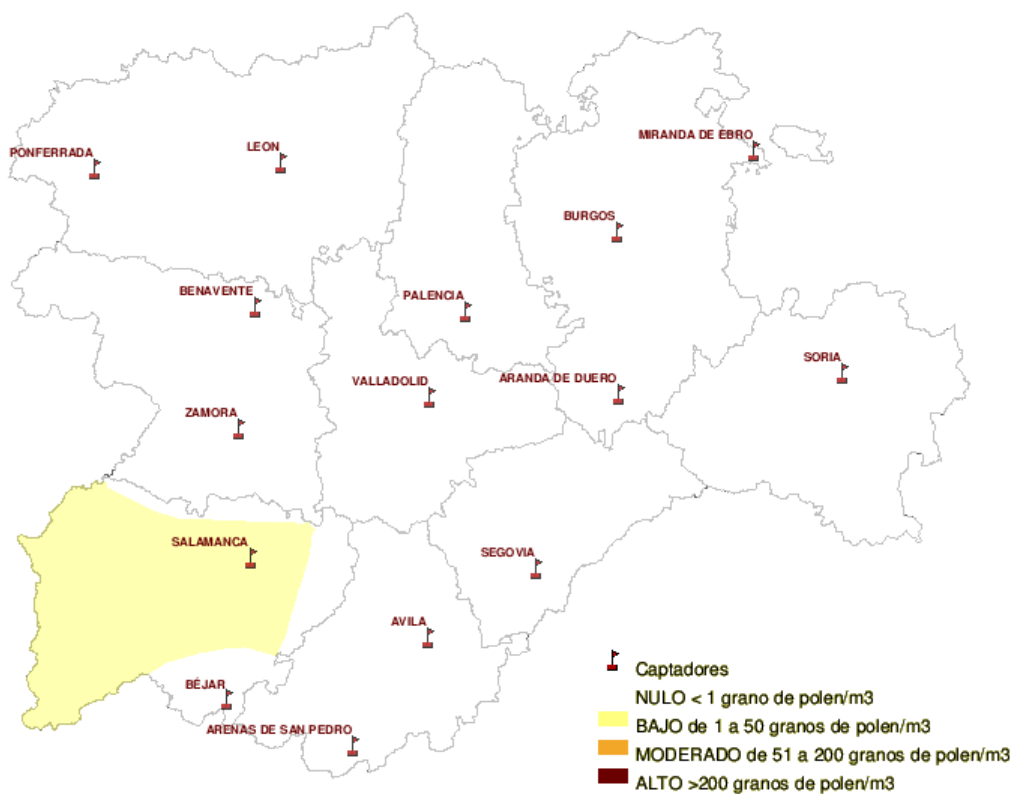 MIRANDA DE EBRO
PONFERRADA
LEON
BURGOS
BENAVENTE
PALENCIA
SORIA
VALLADOLID
ARANDA DE DUERO
ZAMORA
SALAMANCA
SEGOVIA
AVILA
BÉJAR
ARENAS DE SAN PEDRO
Captadores
NULO < 1 grano de polen/m3
BAJO de 1 a 50 granos de polen/m3
MODERADO de 51 a 200 granos de polen/m3
ALTO >200 granos de polen/m3